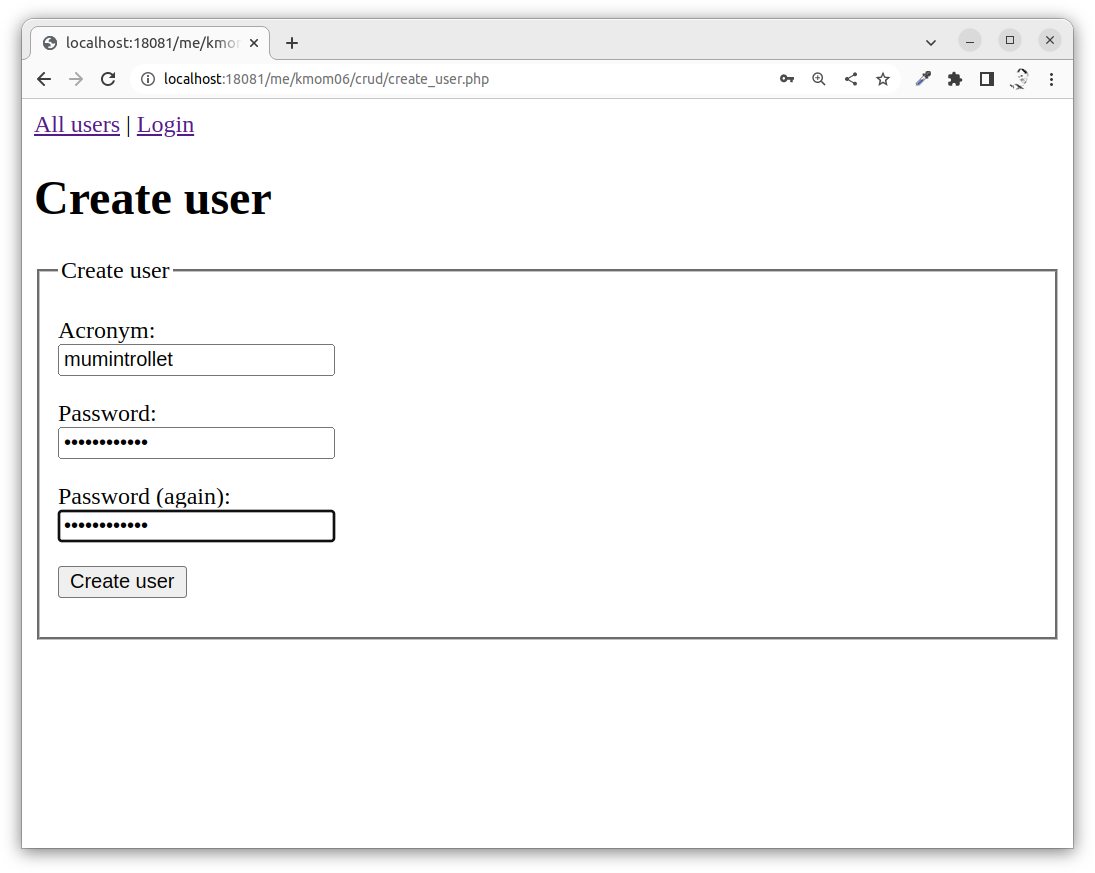 localhost:18081/me/kmom
localhost:18081/me/kmom06/crud/create_user.php
All users | Login
Create user
Create user
Acronym:
mumintrollet
Password:
••••••••••••
Password (again):
••••••••••••
Create user